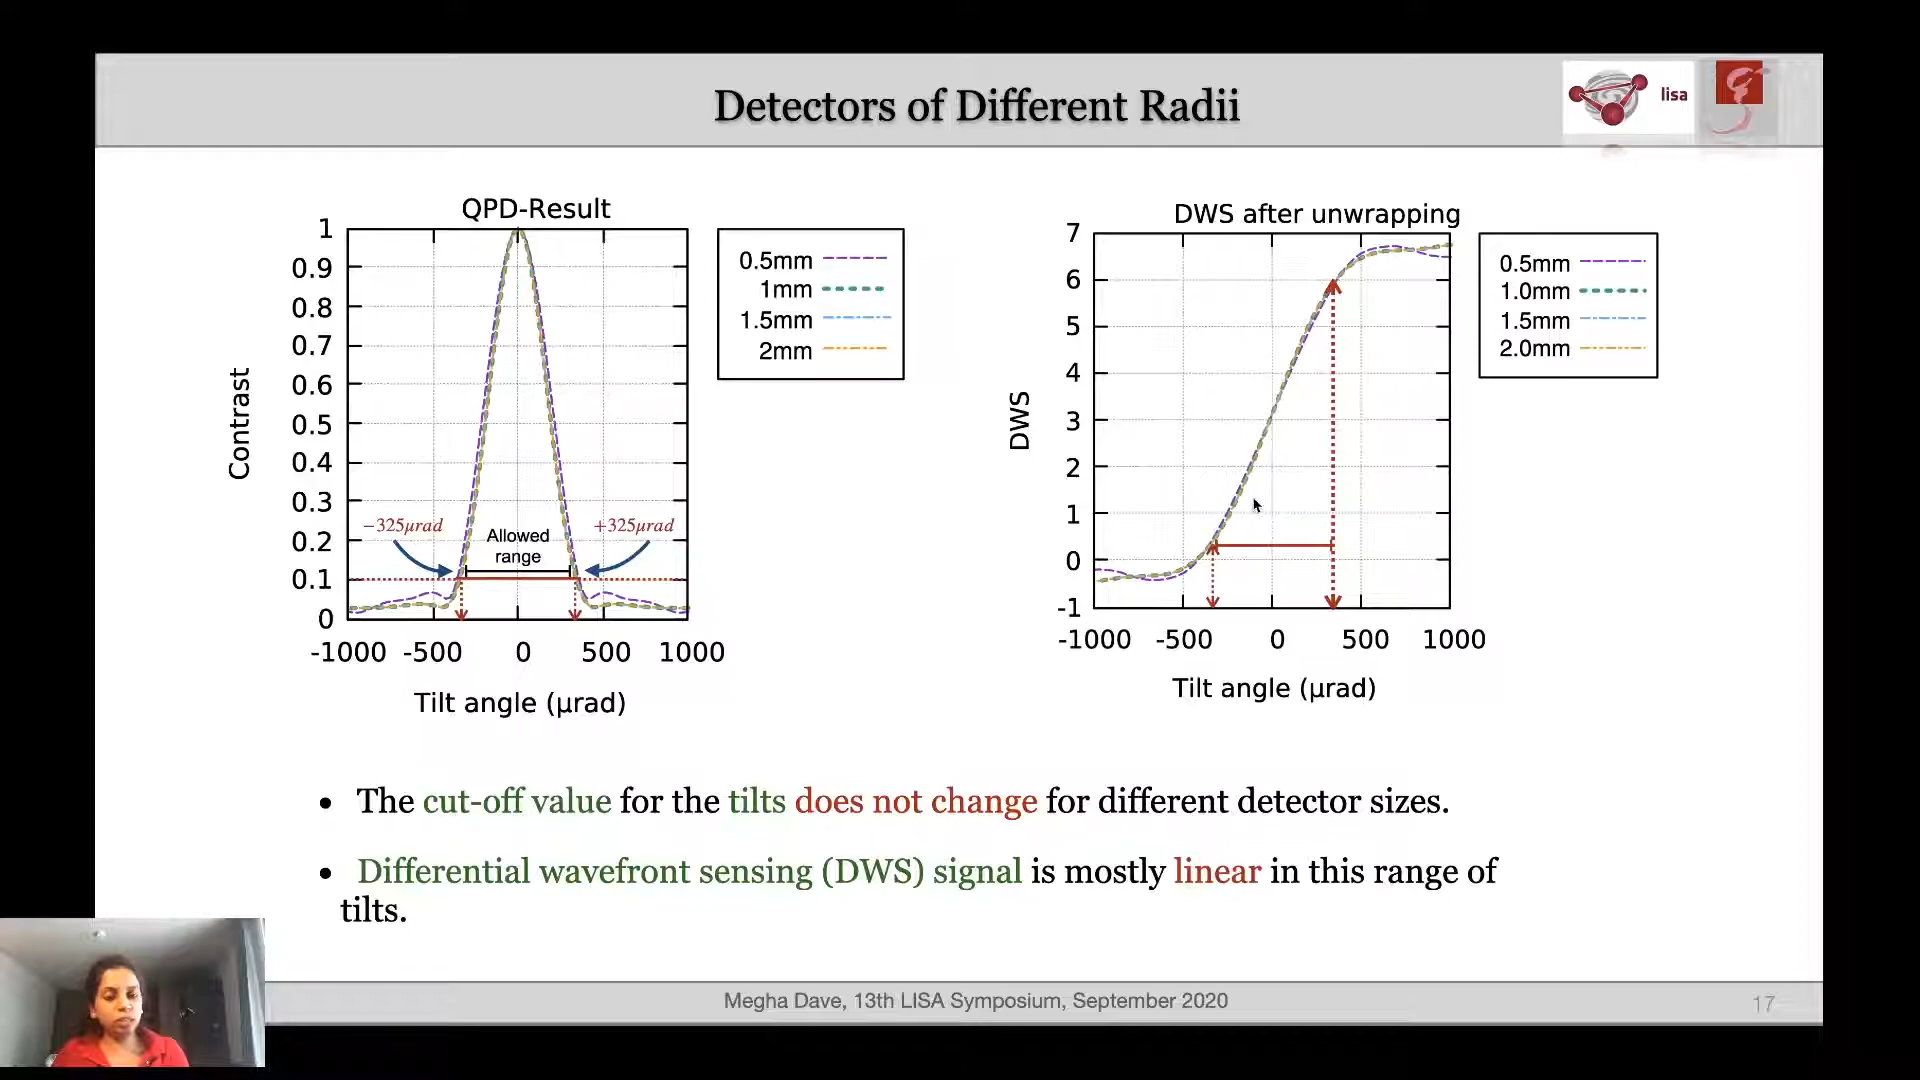 Detectors of Different Radii
lisa
QPD-Result
1
0.9
0.8
0.7
0.6
0.5
0.4
0.3
0.2
0.1
0
Contrast
−325μrad
+325μrad
Allowed
range
-1000 -500 0 500 1000
Tilt angle (μrad)
0.5mm
1mm
1.5mm
2mm
DWS after unwrapping
7
6
5
4
3
2
1
0
-1
DWS
-1000 -500 0 500 1000
Tilt angle (μrad)
0.5mm
1.0mm
1.5mm
2.0mm
• The cut-off value for the tilts does not change for different detector sizes.
• Differential wavefront sensing (DWS) signal is mostly linear in this range of
tilts.
Megha Dave, 13th LISA Symposium, September 2020
17